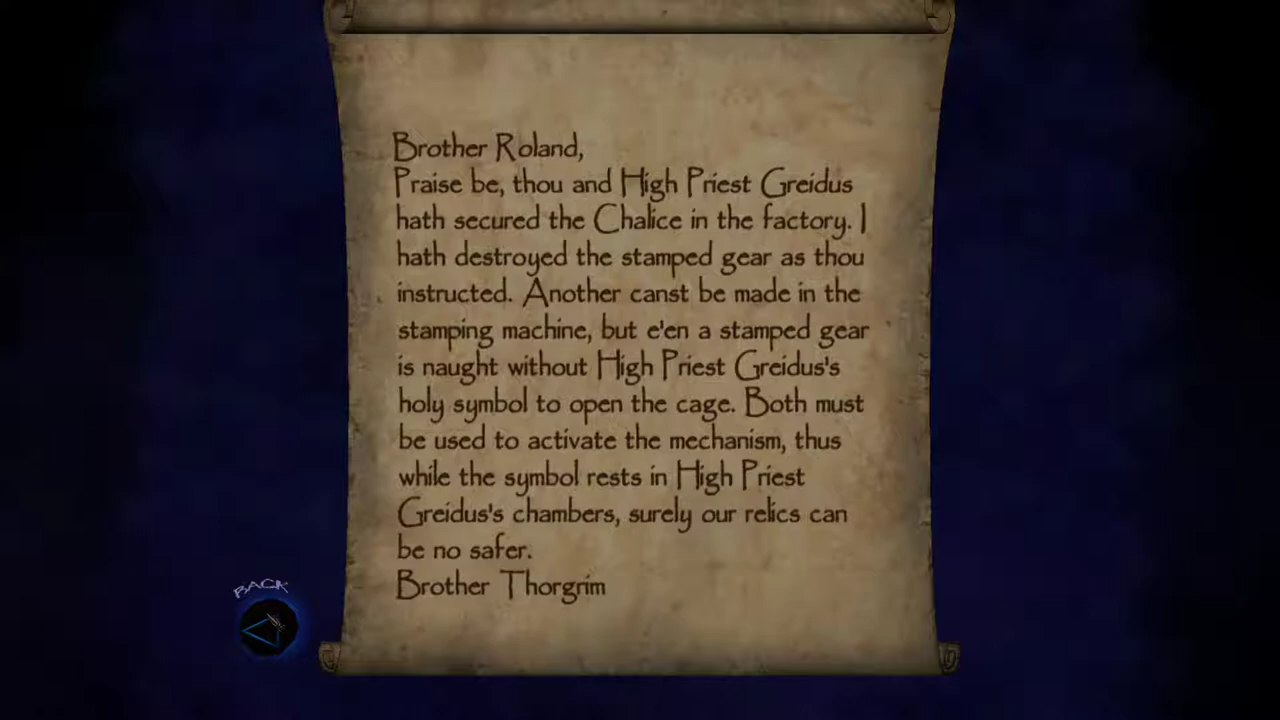 Brother Roland,
Praise be, thou and High Priest Greidus
hath secured the Chalice in the factory. I
hath destroyed the stamped gear as thou
instructed. Another canst be made in the
stamping machine, but e'en a stamped gear
is naught without High Priest Greidus's
holy symbol to open the cage. Both must
be used to activate the mechanism, thus
while the symbol rests in High Priest
Greidus's chambers, surely our relics can
be no safer.
Brother Thorgrim
BACK